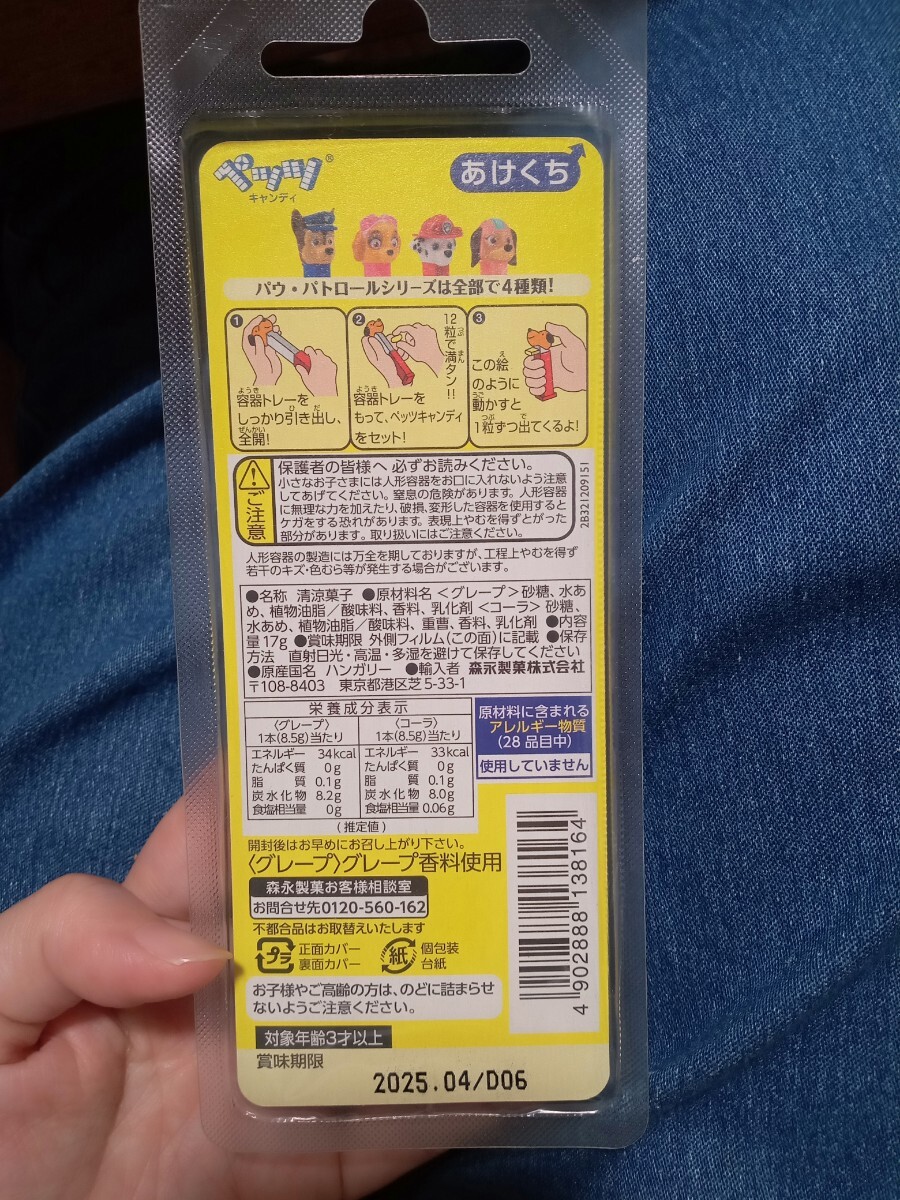 ペッツ®
キャンディ
あけくち
パウ・パトロールシリーズは全部で4種類!
1
容器トレーを
しっかり引き出し、
全開!
2
12粒で満タン!!
容器トレーを
もって、ペッツキャンディ
をセット!
3
この絵
のように
動かすと
1粒ずつ出てくるよ!
ご注意
保護者の皆様へ 必ずお読みください。
小さなお子さまには人形容器をお口に入れないよう注意
してあげてください。窒息の危険があります。人形容器
に無理な力を加えたり、破損、変形した容器を使用すると
ケガをする恐れがあります。表現上やむを得ずとがった
部分があります。取り扱いにはご注意ください。
2B321209151
人形容器の製造には万全を期しておりますが、工程上やむを得ず
若干のキズ・色むら等が発生する場合がございます。
●名称 清涼菓子 ●原材料名 <グレープ>砂糖、水あ
め、植物油脂/酸味料、香料、乳化剤 <コーラ> 砂糖、
水あめ、植物油脂/酸味料、重曹、香料、乳化剤 ●内容
量17g ●賞味期限 外側フィルム(この面)に記載 ●保存
方法 直射日光・高温・多湿を避けて保存してください
●原産国名 ハンガリー ●輸入者 森永製菓株式会社
〒108-8403 東京都港区芝5-33-1
栄養成分表示
〈グレープ〉
1本(8.5g)当たり
エネルギー 34kcal
たんぱく質 0g
脂質 0.1g
炭水化物 8.2g
食塩相当量 0g
〈コーラ〉
1本(8.5g)当たり
エネルギー 33kcal
たんぱく質 0g
脂質 0.1g
炭水化物 8.0g
食塩相当量 0.06g
(推定値)
原材料に含まれる
アレルギー物質
(28品目中)
使用していません
開封後はお早めにお召し上がり下さい。
〈グレープ〉グレープ香料使用
森永製菓お客様相談室
お問合せ先0120-560-162
不都合品はお取替えいたします
プラ
正面カバー
裏面カバー
紙
個包装
台紙
お子様やご高齢の方は、のどに詰まらせ
ないようご注意ください。
4 902888 138164
対象年齢3才以上
賞味期限
2025.04/D06